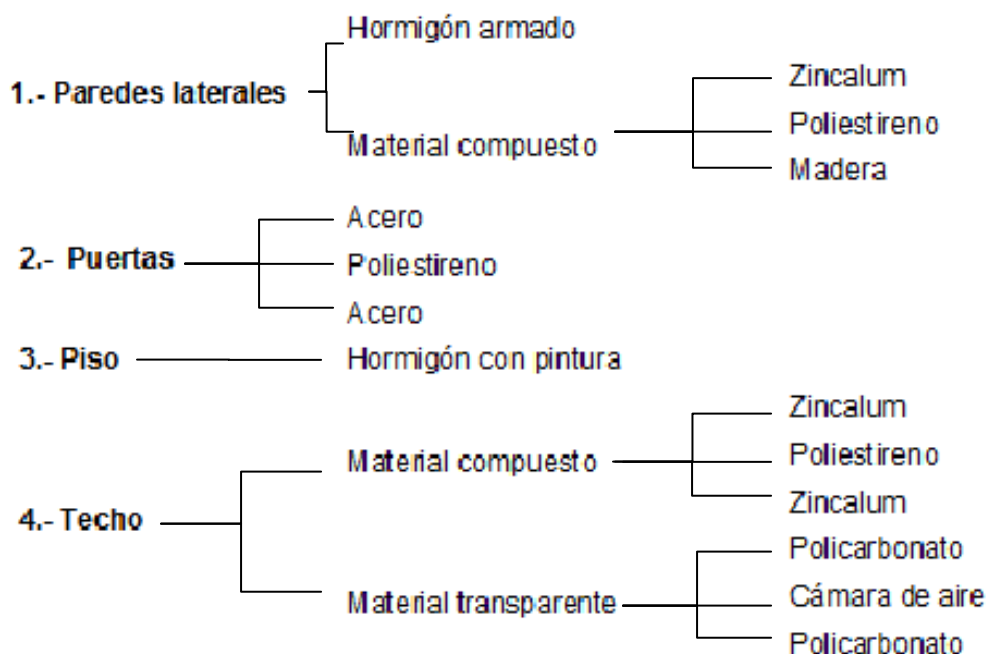 Hormigón armado
1.- Paredes laterales
Zincalum
Poliestireno
Material compuesto
Madera
Acero
2.- Puertas
Poliestireno
Acero
3.- Piso
Hormigón con pintura
Zincalum
Material compuesto
Poliestireno
Zincalum
4.- Techo
Policarbonato
Material transparente
Cámara de aire
Policarbonato